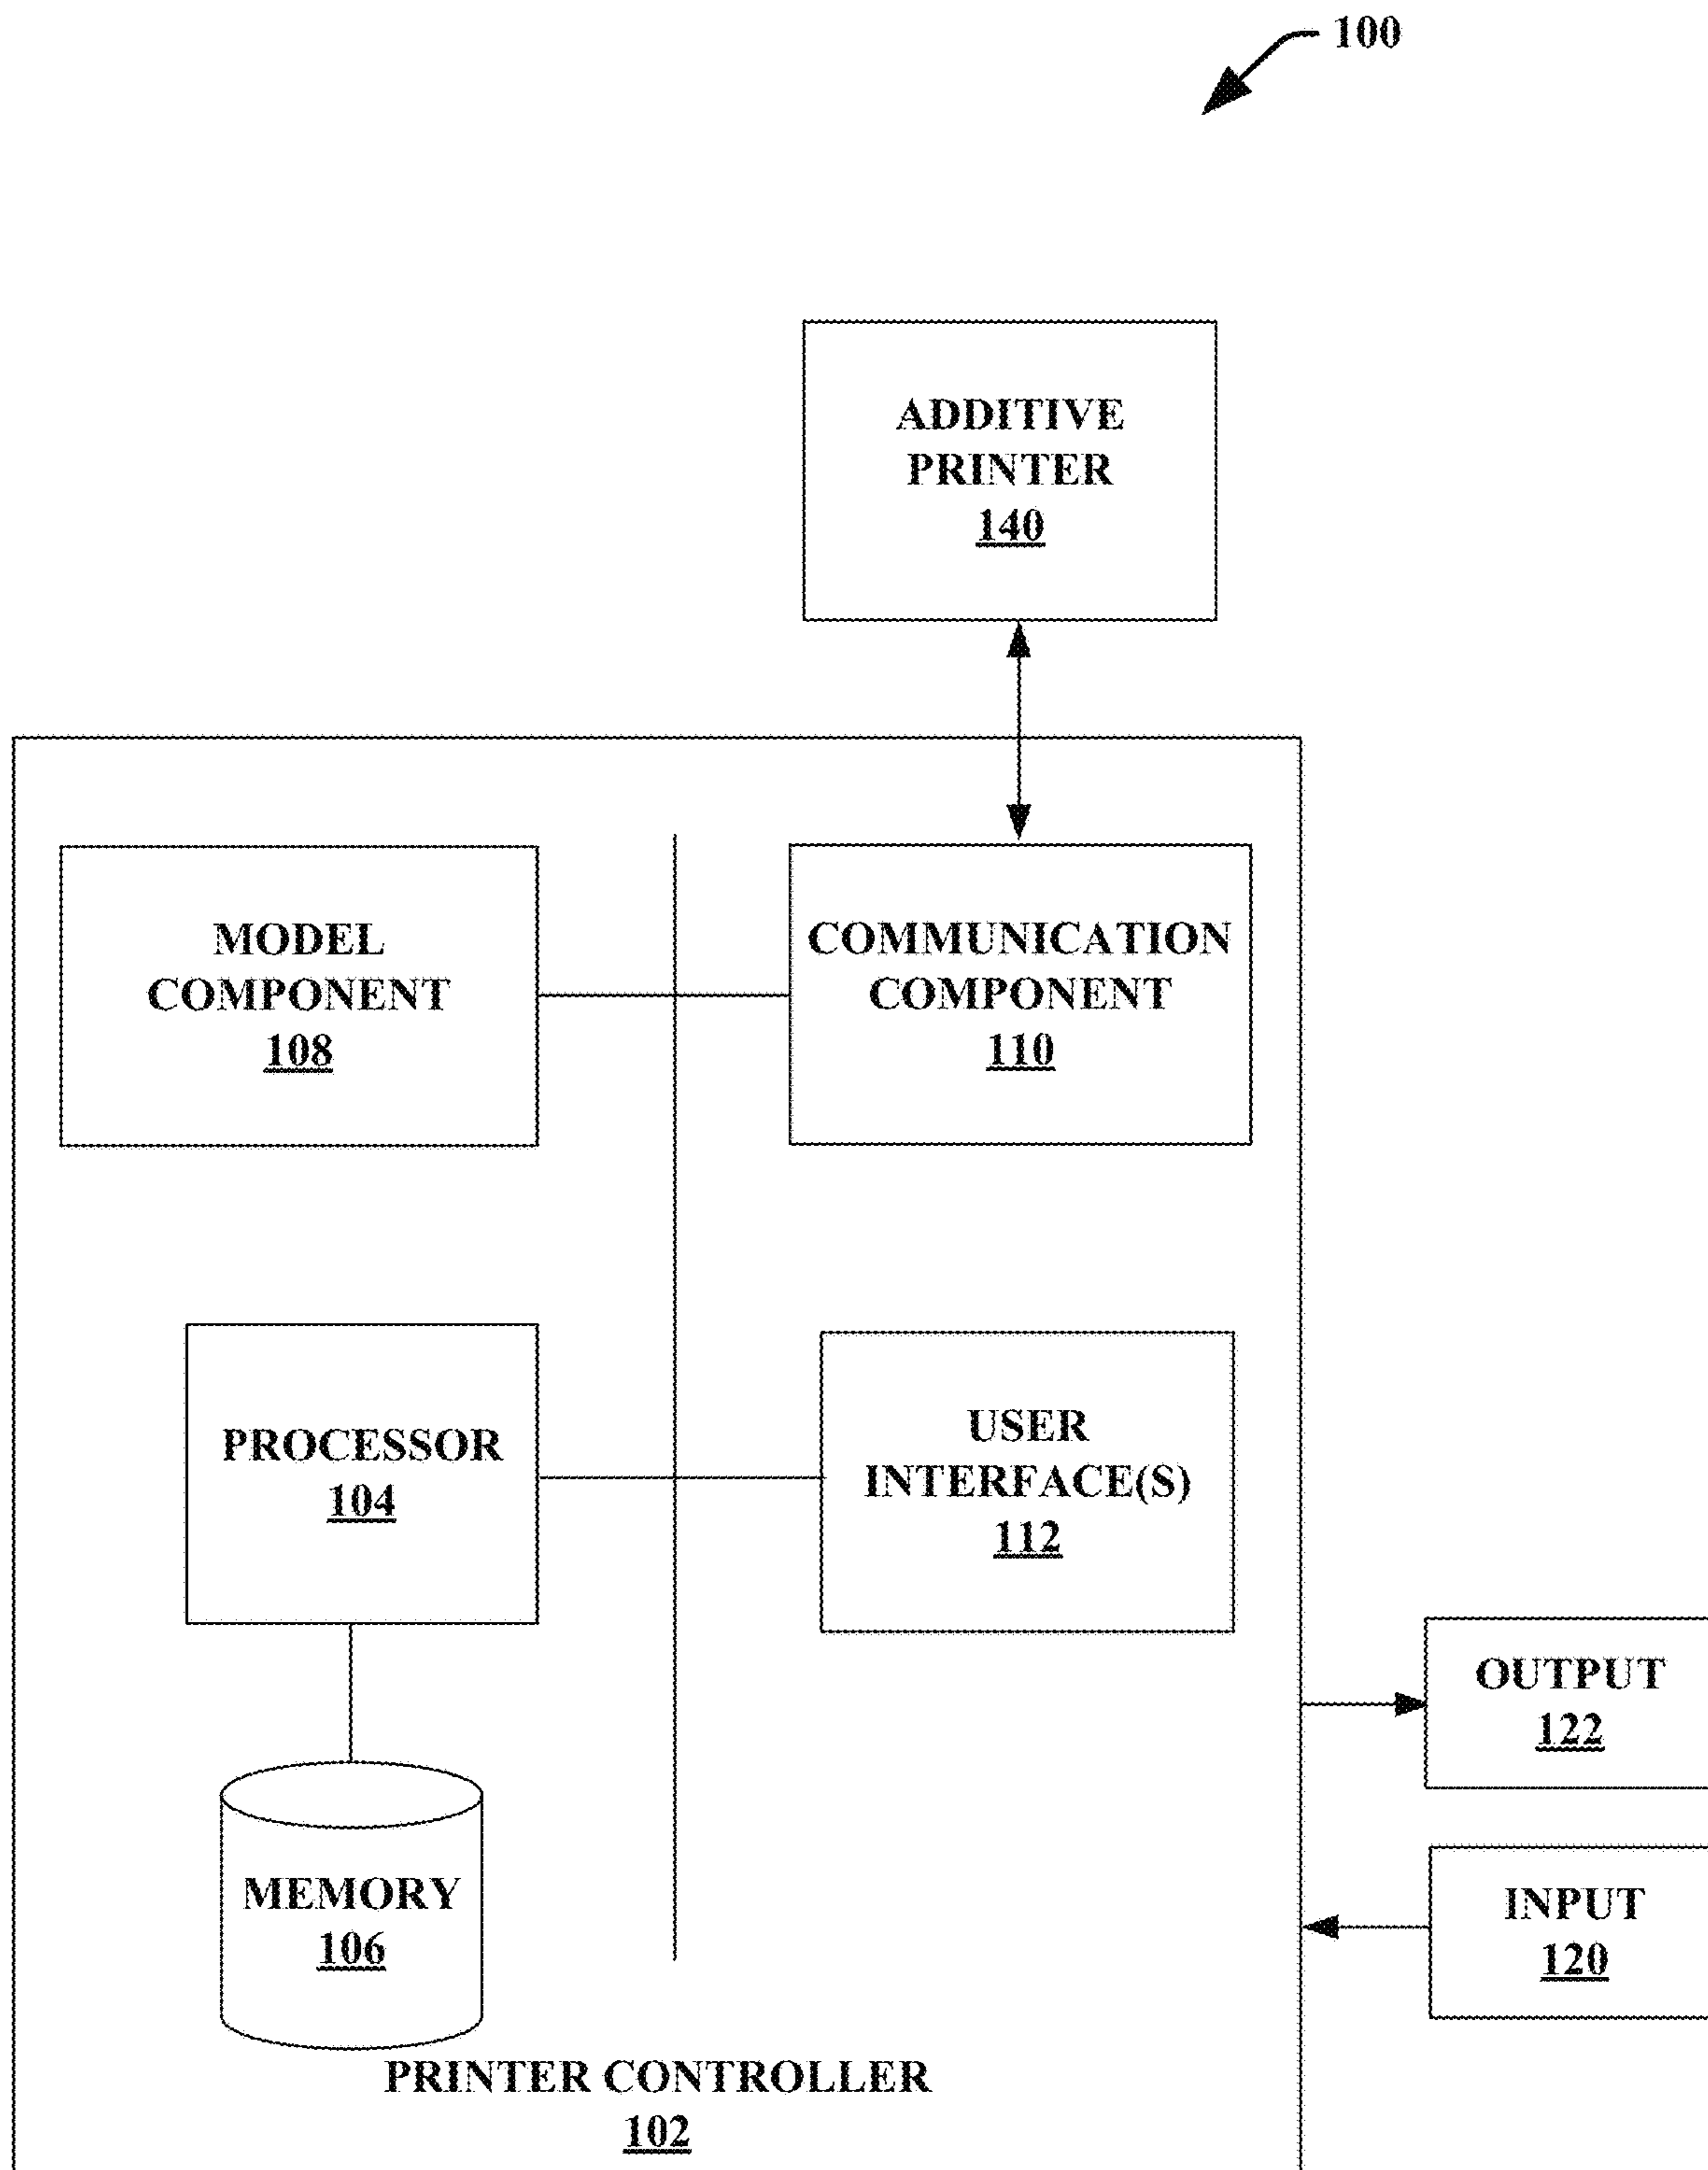 100
ADDITIVE
PRINTER
140
MODEL
COMPONENT
108
COMMUNICATION
COMPONENT
110
PROCESSOR
104
USER
INTERFACE(S)
112
OUTPUT
122
MEMORY
106
INPUT
120
PRINTER CONTROLLER
102